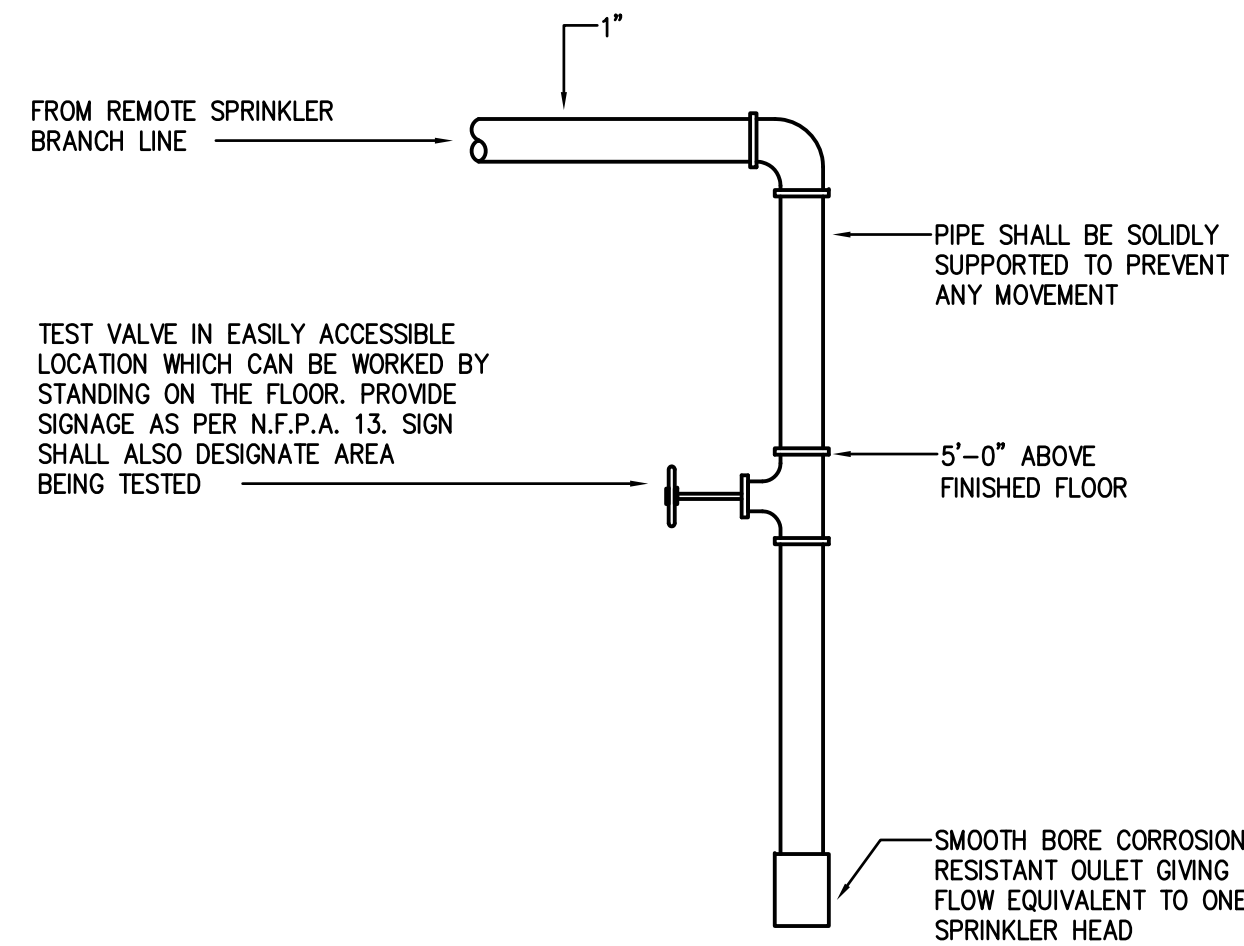 1"
FROM REMOTE SPRINKLER
BRANCH LINE
PIPE SHALL BE SOLIDLY
SUPPORTED TO PREVENT
ANY MOVEMENT
TEST VALVE IN EASILY ACCESSIBLE
LOCATION WHICH CAN BE WORKED BY
STANDING ON THE FLOOR. PROVIDE
SIGNAGE AS PER N.F.P.A. 13. SIGN
SHALL ALSO DESIGNATE AREA
BEING TESTED
5'-0" ABOVE
FINISHED FLOOR
SMOOTH BORE CORROSION
RESISTANT OULET GIVING
FLOW EQUIVALENT TO ONE
SPRINKLER HEAD